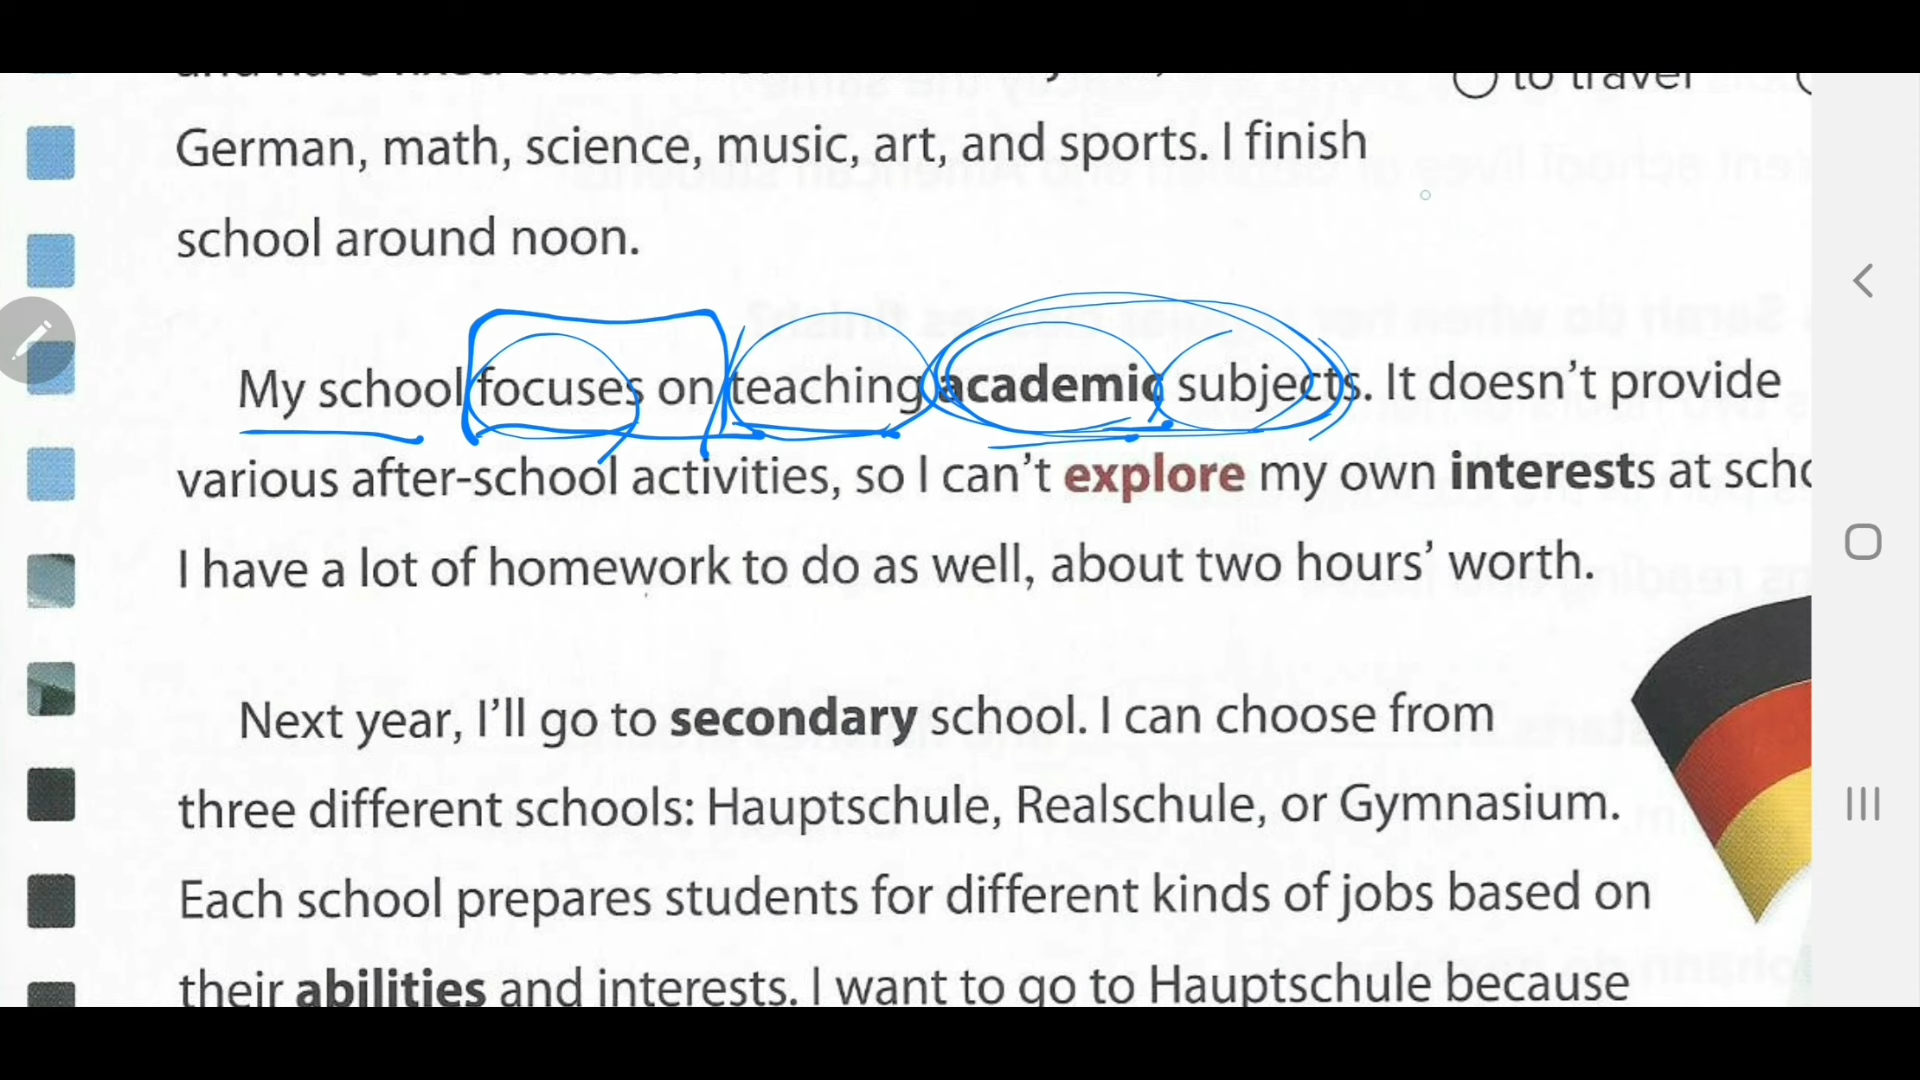 to travel
German, math, science, music, art, and sports. I finish
school around noon.
My school focuses on teaching academic subjects. It doesn't provide
various after-school activities, so I can't explore my own interests at
I have a lot of homework to do as well, about two hours' worth.
Next year, I'll go to secondary school. I can choose from
three different schools: Hauptschule, Realschule, or Gymnasium.
Each school prepares students for different kinds of jobs based on
their abilities and interests. I want to go to Hauptschule because